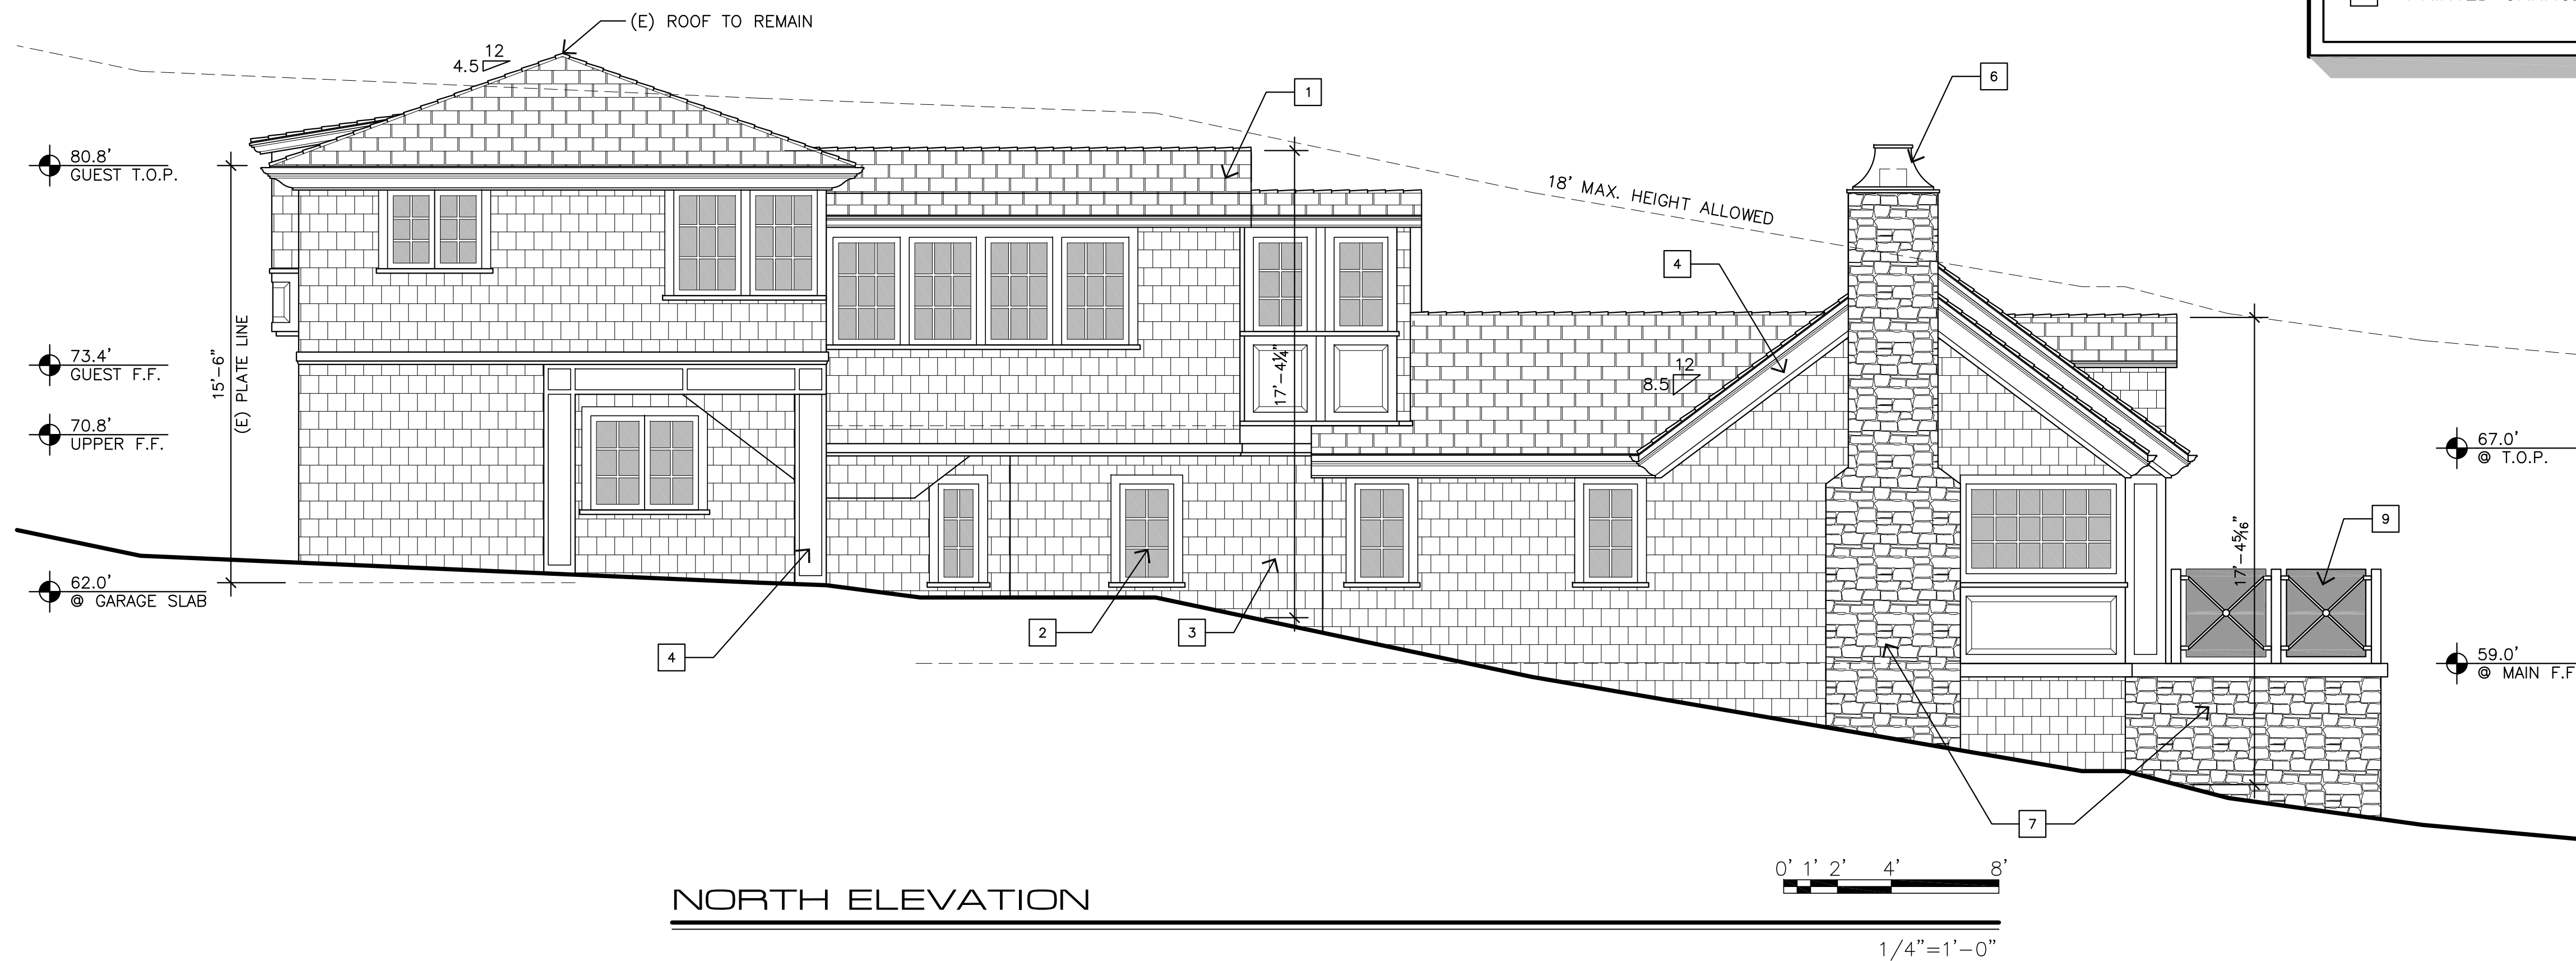 (E) ROOF TO REMAIN
12
4.5
1
6
80.8'
GUEST T.O.P.
18' MAX. HEIGHT ALLOWED
4
73.4'
GUEST F.F.
15'-6"
(E) PLATE LINE
17'-4¼"
12
8.5
70.8'
UPPER F.F.
67.0'
@ T.O.P.
9
17'-4 5/16"
62.0'
@ GARAGE SLAB
4
2
3
59.0'
@ MAIN F.F
7
0' 1' 2' 4' 8'
NORTH ELEVATION
1/4"=1'-0"